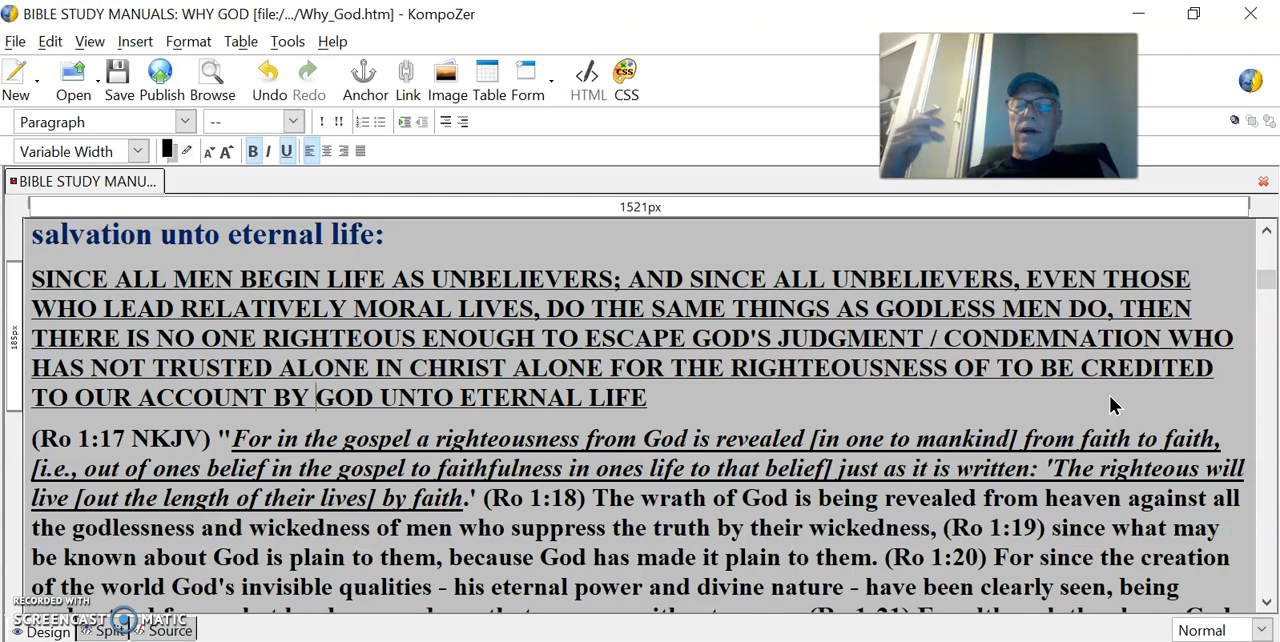 BIBLE STUDY MANUALS: WHY GOD [file:/.../Why_God.htm] - KompoZer
File Edit View Insert Format Table Tools Help
New Open Save Publish Browse Undo Redo Anchor Link Image Table Form HTML CSS
Paragraph --
Variable Width B I U
BIBLE STUDY MANU...
1521px
185px
salvation unto eternal life:
SINCE ALL MEN BEGIN LIFE AS UNBELIEVERS; AND SINCE ALL UNBELIEVERS, EVEN THOSE
WHO LEAD RELATIVELY MORAL LIVES, DO THE SAME THINGS AS GODLESS MEN DO, THEN
THERE IS NO ONE RIGHTEOUS ENOUGH TO ESCAPE GOD'S JUDGMENT / CONDEMNATION WHO
HAS NOT TRUSTED ALONE IN CHRIST ALONE FOR THE RIGHTEOUSNESS OF TO BE CREDITED
TO OUR ACCOUNT BY GOD UNTO ETERNAL LIFE
(Ro 1:17 NKJV) "For in the gospel a righteousness from God is revealed [in one to mankind] from faith to faith,
[i.e., out of ones belief in the gospel to faithfulness in ones life to that belief] just as it is written: 'The righteous will
live [out the length of their lives] by faith.' (Ro 1:18) The wrath of God is being revealed from heaven against all
the godlessness and wickedness of men who suppress the truth by their wickedness, (Ro 1:19) since what may
be known about God is plain to them, because God has made it plain to them. (Ro 1:20) For since the creation
of the world God's invisible qualities - his eternal power and divine nature - have been clearly seen, being
RECORDED WITH
SCREENCAST MATIC
Design Split Source Normal